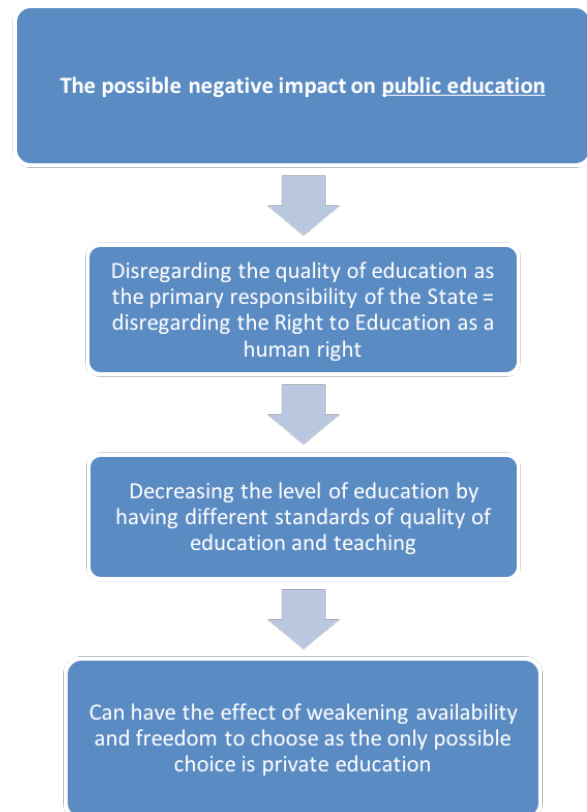 The possible negative impact on public education
Disregarding the quality of education as
the primary responsibility of the State =
disregarding the Right to Education as a
human right
Decreasing the level of education by
having different standards of quality of
education and teaching
Can have the effect of weakening availability
and freedom to choose as the only possible
choice is private education